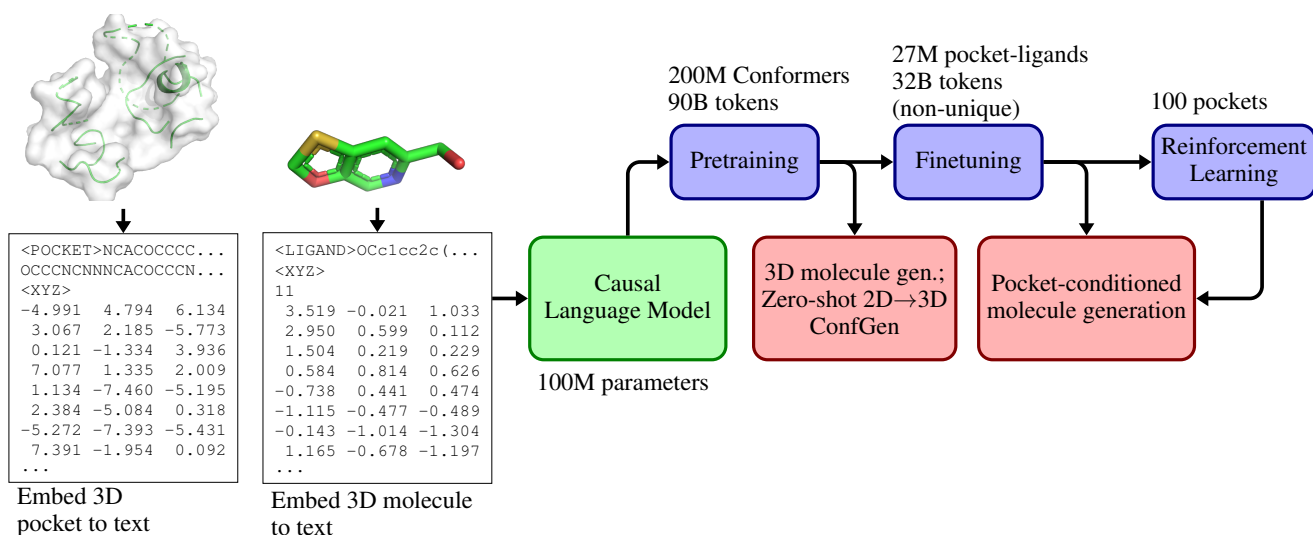 <POCKET>NCACOCCCC...
OCCCNCNNNCACOCCCN...
<XYZ>
-4.991 4.794 6.134
3.067 2.185 -5.773
0.121 -1.334 3.936
7.077 1.335 2.009
1.134 -7.460 -5.195
2.384 -5.084 0.318
-5.272 -7.393 -5.431
7.391 -1.954 0.092
...
Embed 3D
pocket to text
<LIGAND>OCc1cc2c(...
<XYZ>
11
3.519 -0.021 1.033
2.950 0.599 0.112
1.504 0.219 0.229
0.584 0.814 0.626
-0.738 0.441 0.474
-1.115 -0.477 -0.489
-0.143 -1.014 -1.304
1.165 -0.678 -1.197
...
Embed 3D molecule
to text
Causal
Language Model
100M parameters
200M Conformers
90B tokens
Pretraining
3D molecule gen.;
Zero-shot 2D→3D
ConfGen
27M pocket-ligands
32B tokens
(non-unique)
Finetuning
100 pockets
Reinforcement
Learning
Pocket-conditioned
molecule generation